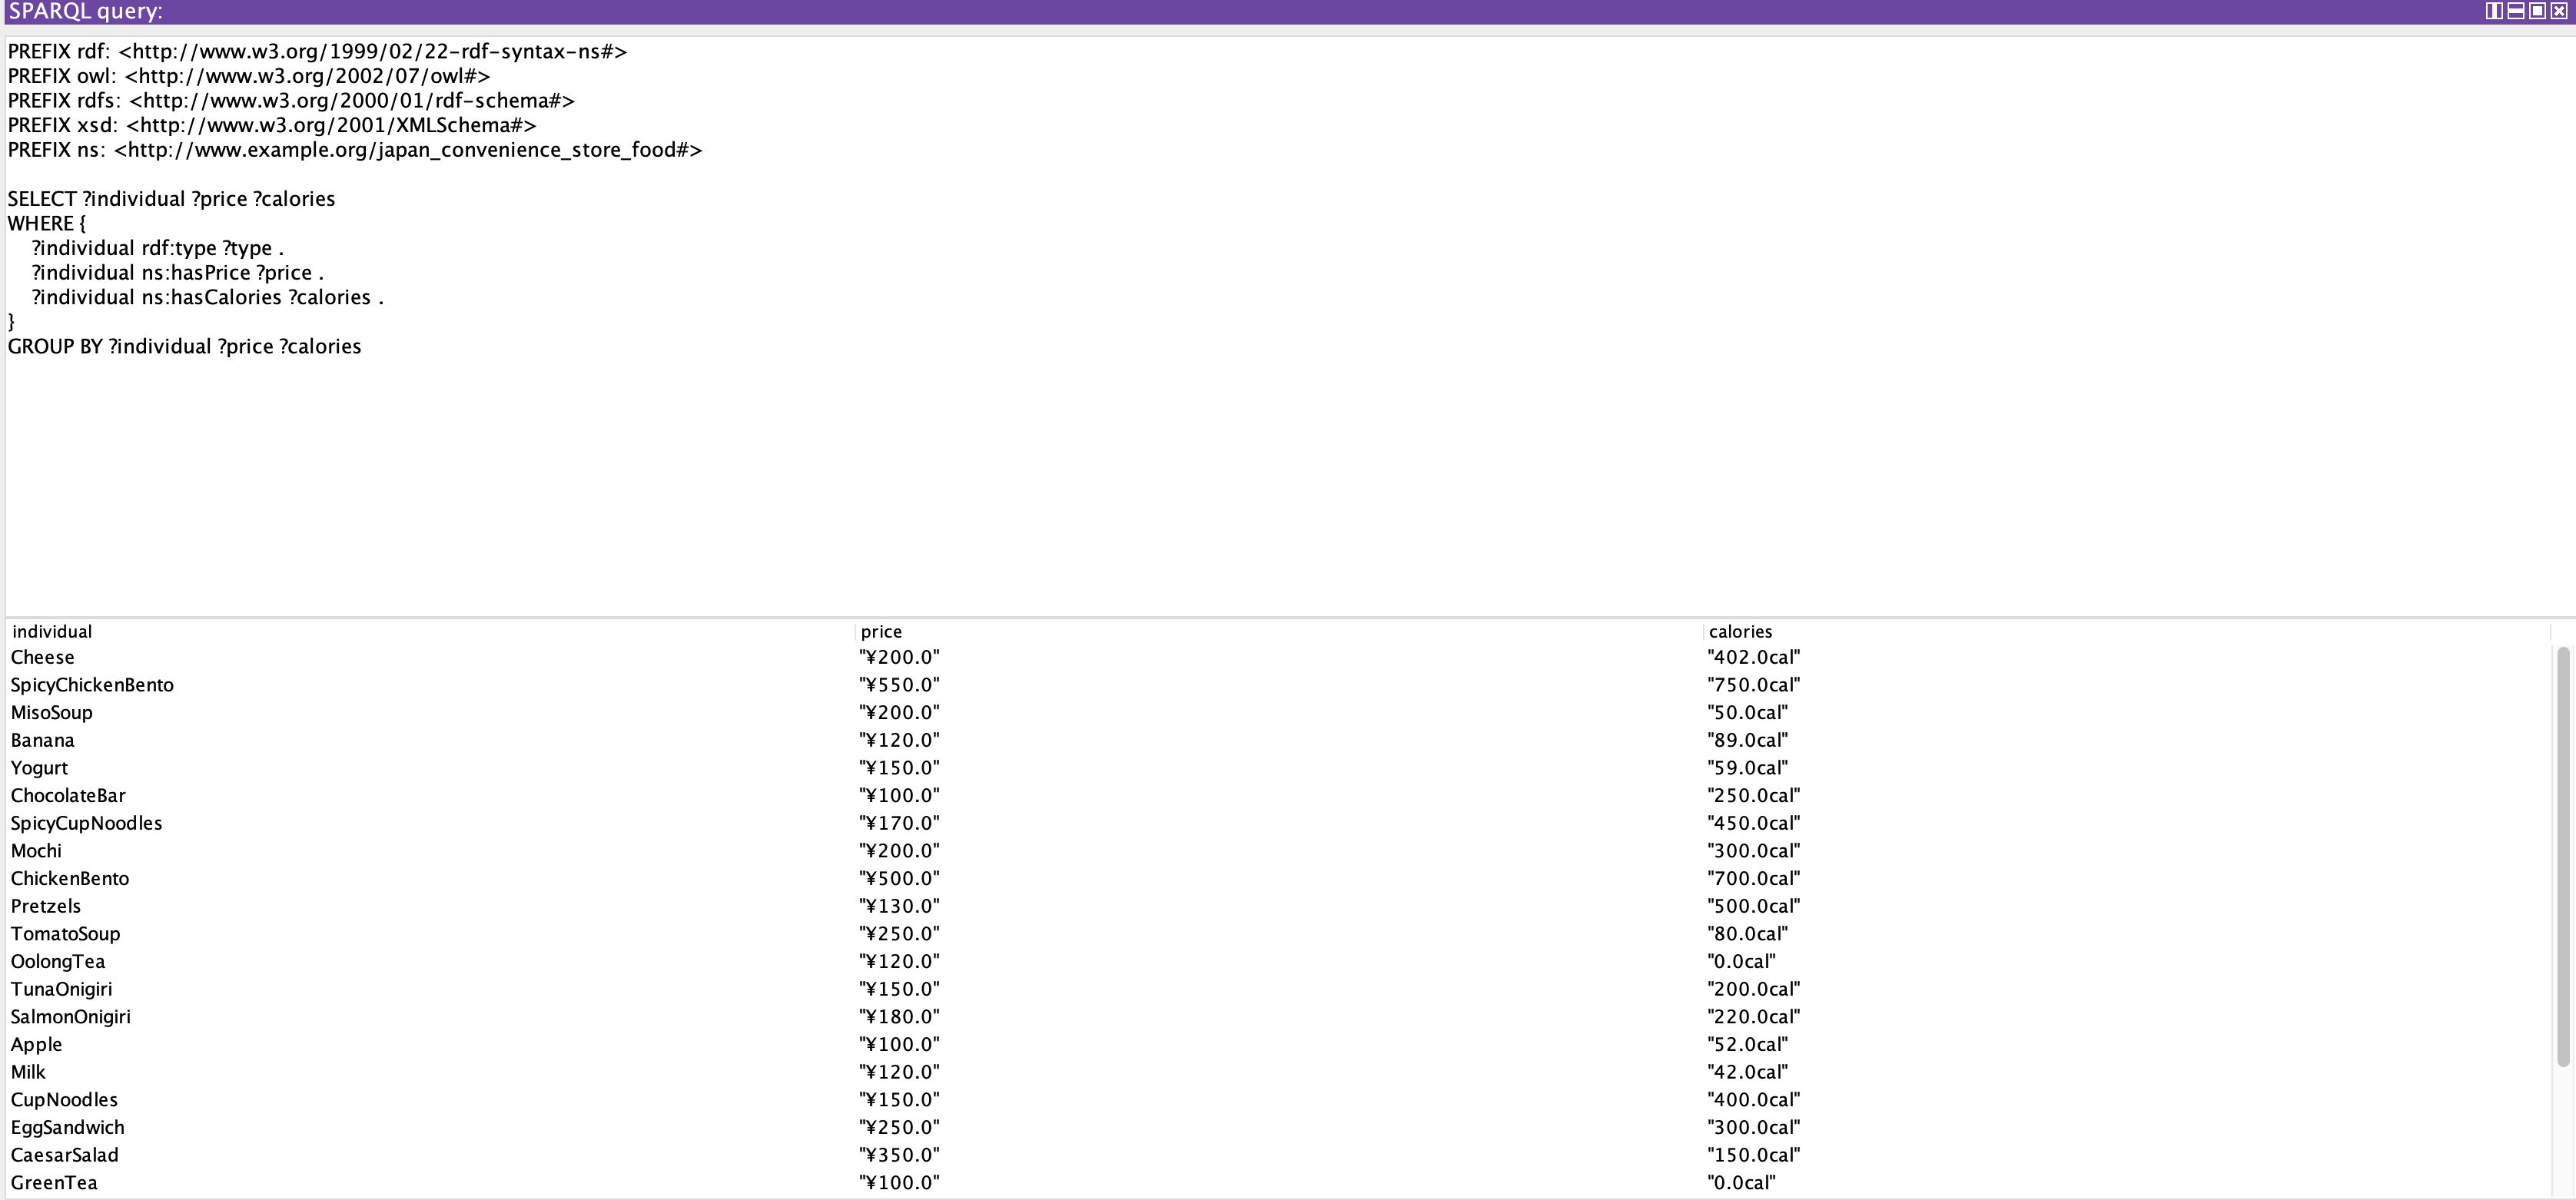 SPARQL query:
PREFIX rdf: <http://www.w3.org/1999/02/22-rdf-syntax-ns#>
PREFIX owl: <http://www.w3.org/2002/07/owl#>
PREFIX rdfs: <http://www.w3.org/2000/01/rdf-schema#>
PREFIX xsd: <http://www.w3.org/2001/XMLSchema#>
PREFIX ns: <http://www.example.org/japan_convenience_store_food#>

SELECT ?individual ?price ?calories
WHERE {
    ?individual rdf:type ?type .
    ?individual ns:hasPrice ?price .
    ?individual ns:hasCalories ?calories .
}
GROUP BY ?individual ?price ?calories
individual price calories
Cheese "¥200.0" "402.0cal"
SpicyChickenBento "¥550.0" "750.0cal"
MisoSoup "¥200.0" "50.0cal"
Banana "¥120.0" "89.0cal"
Yogurt "¥150.0" "59.0cal"
ChocolateBar "¥100.0" "250.0cal"
SpicyCupNoodles "¥170.0" "450.0cal"
Mochi "¥200.0" "300.0cal"
ChickenBento "¥500.0" "700.0cal"
Pretzels "¥130.0" "500.0cal"
TomatoSoup "¥250.0" "80.0cal"
OolongTea "¥120.0" "0.0cal"
TunaOnigiri "¥150.0" "200.0cal"
SalmonOnigiri "¥180.0" "220.0cal"
Apple "¥100.0" "52.0cal"
Milk "¥120.0" "42.0cal"
CupNoodles "¥150.0" "400.0cal"
EggSandwich "¥250.0" "300.0cal"
CaesarSalad "¥350.0" "150.0cal"
GreenTea "¥100.0" "0.0cal"